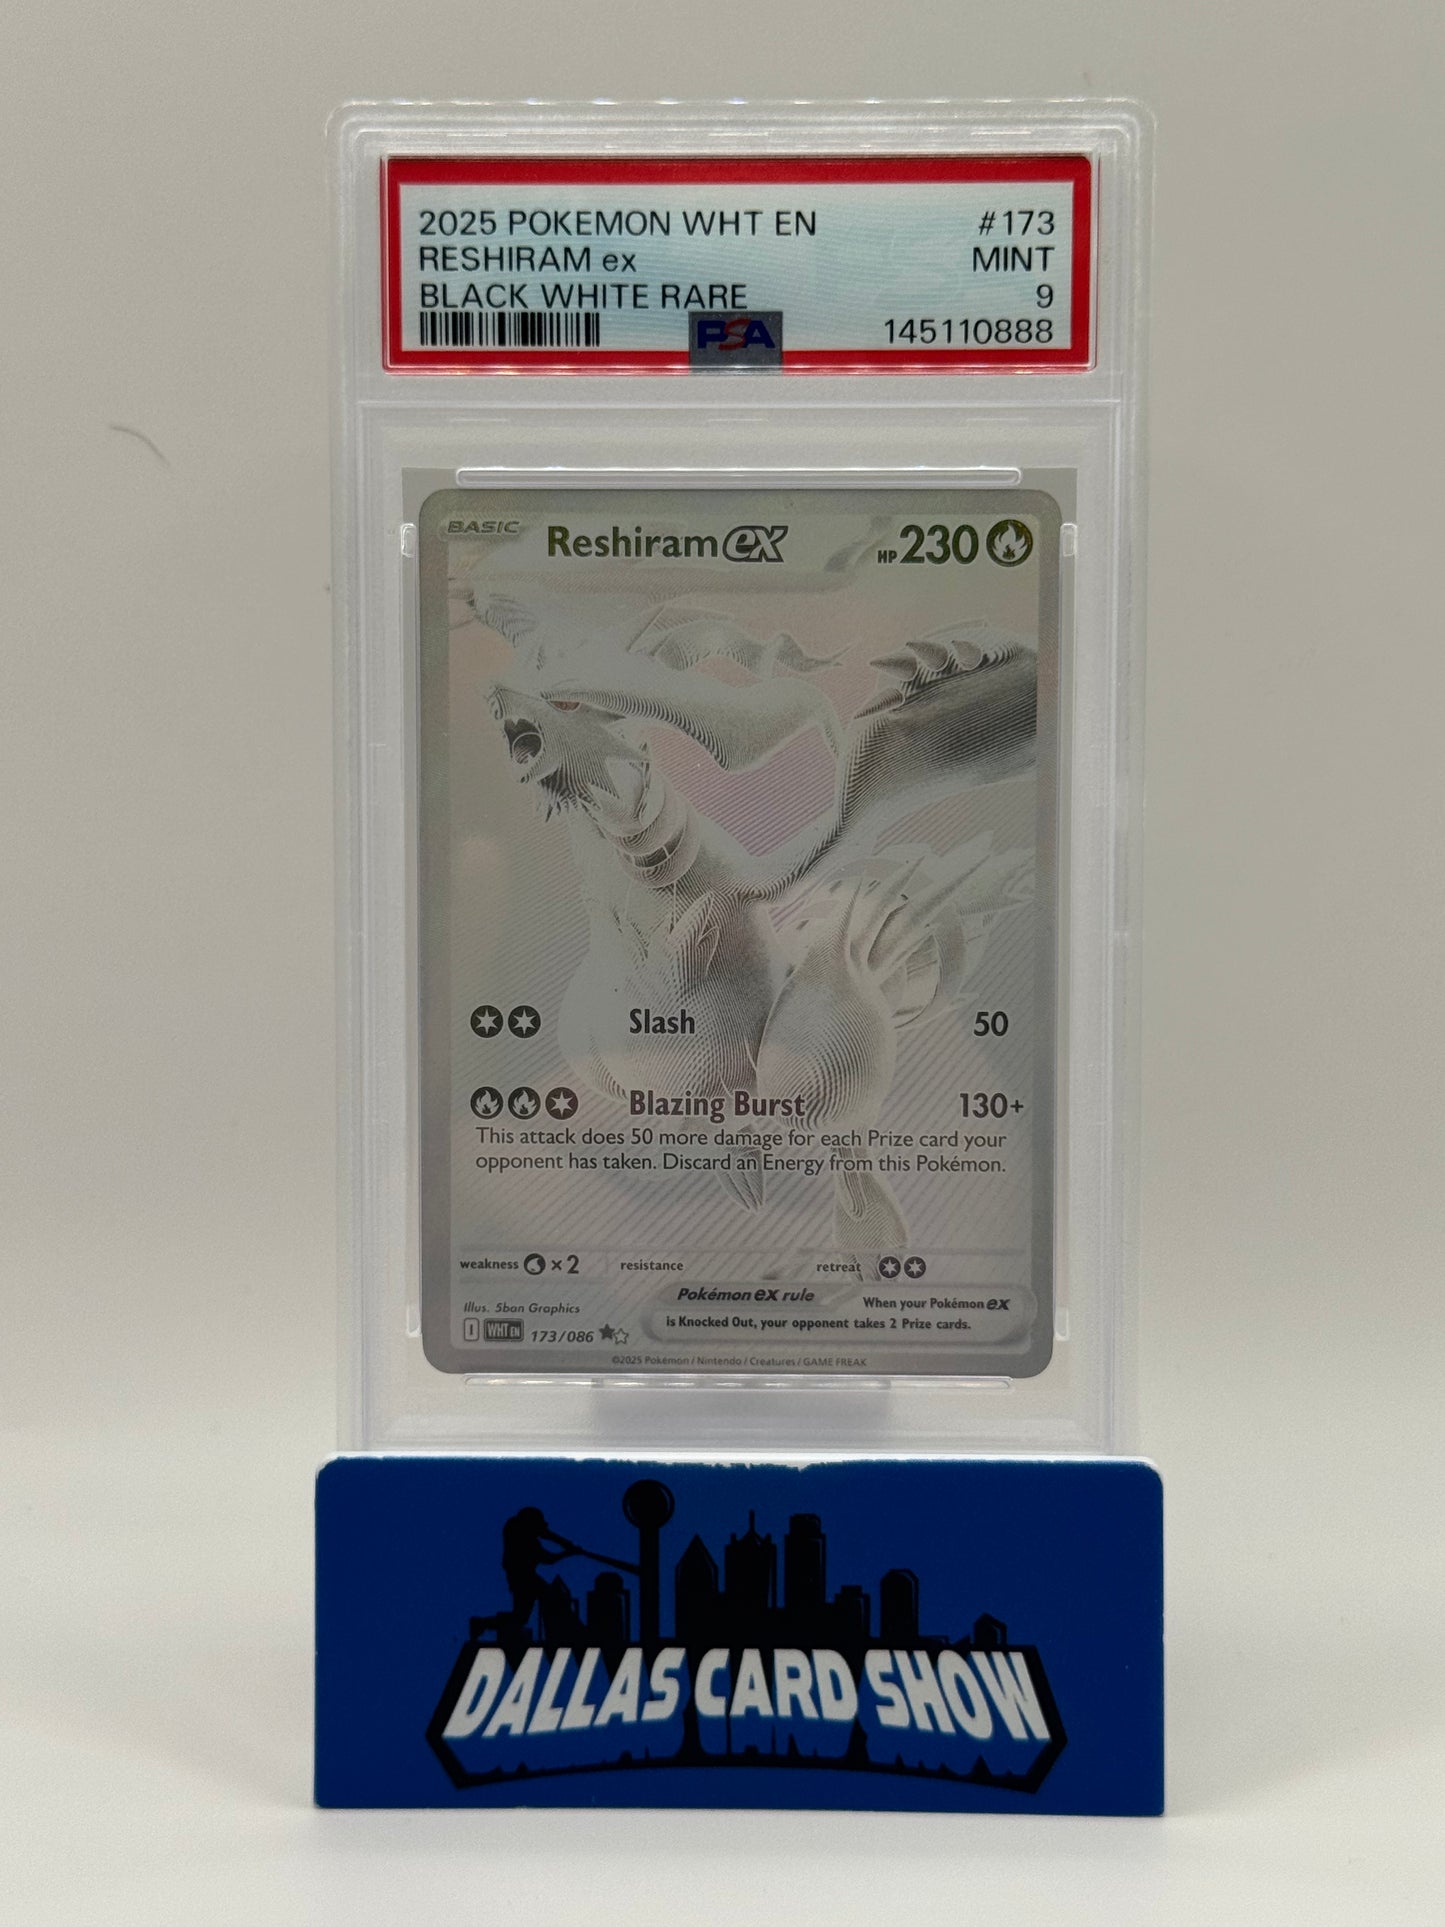 2025 POKEMON WHT EN #173
RESHIRAM ex MINT
BLACK WHITE RARE 9
PSA 145110888
BASIC Reshiram ex HP 230
Slash 50
Blazing Burst 130+
This attack does 50 more damage for each Prize card your
opponent has taken. Discard an Energy from this Pokémon.
weakness ×2 resistance retreat
Pokémon ex rule When your Pokémon ex
is Knocked Out, your opponent takes 2 Prize cards.
Illus. 5ban Graphics
I WHT EN 173/086
©2025 Pokémon / Nintendo / Creatures / GAME FREAK
DALLAS CARD SHOW